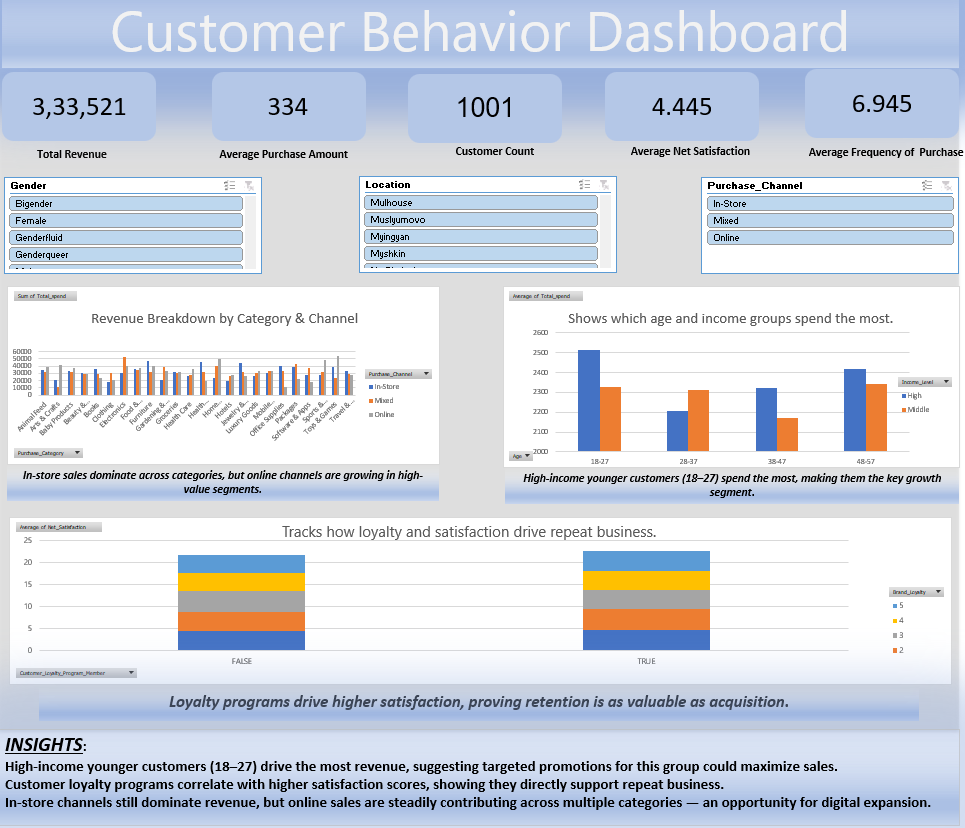 Customer Behavior Dashboard
3,33,521
334
1001
4.445
6.945
Total Revenue
Average Purchase Amount
Customer Count
Average Net Satisfaction
Average Frequency of Purchase
Gender
Bigender
Female
Genderfluid
Genderqueer
Location
Mulhouse
Muslyumovo
Myingyan
Myshkin
Purchase_Channel
In-Store
Mixed
Online
Sum of Total_spend
Revenue Breakdown by Category & Channel
60000
50000
40000
30000
20000
10000
0
Animal Feed
Arts & Crafts
Baby Products
Beauty &...
Books
Clothing
Electronics
Food &...
Furniture
Gardening &...
Groceries
Health Care
Health...
Home...
Hotels
Jewelry &...
Luxury Goods
Mobile...
Office Supplies
Packages
Software & Apps
Sports &...
Toys & Games
Travel &...
Purchase_Channel
In-Store
Mixed
Online
Purchase_Category
In-store sales dominate across categories, but online channels are growing in high-
value segments.
Average of Total_spend
Shows which age and income groups spend the most.
2600
2500
2400
2300
2200
2100
2000
18-27
28-37
38-47
48-57
Income_Level
High
Middle
Age
High-income younger customers (18–27) spend the most, making them the key growth
segment.
Average of Net_Satisfaction
Tracks how loyalty and satisfaction drive repeat business.
25
20
15
10
5
0
FALSE
TRUE
Brand_Loyalty
5
4
3
2
Customer_Loyalty_Program_Member
Loyalty programs drive higher satisfaction, proving retention is as valuable as acquisition.
INSIGHTS:
High-income younger customers (18–27) drive the most revenue, suggesting targeted promotions for this group could maximize sales.
Customer loyalty programs correlate with higher satisfaction scores, showing they directly support repeat business.
In-store channels still dominate revenue, but online sales are steadily contributing across multiple categories — an opportunity for digital expansion.